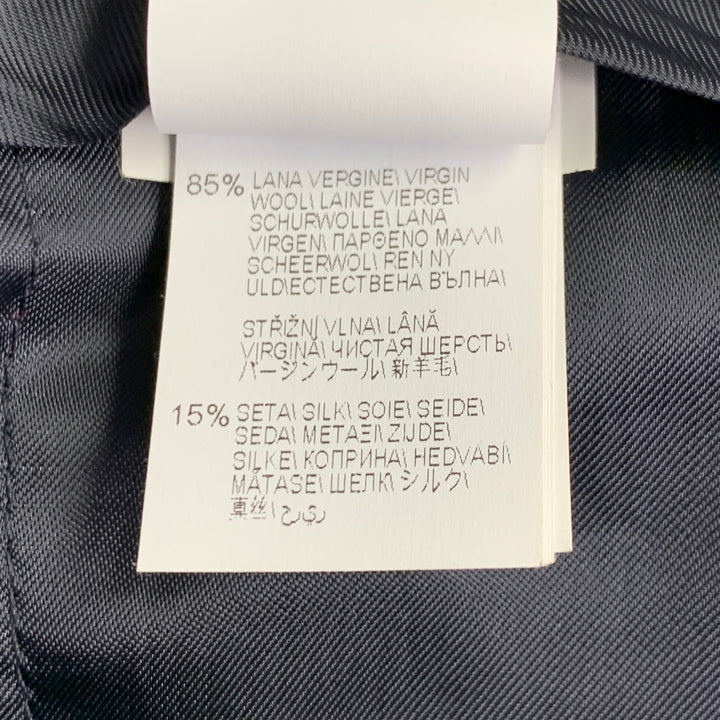 85% LANA VERGINE\ VIRGIN
WOOL\ LAINE VIERGE\
SCHURWOLLE\ LANA
VIRGEN\ ΠΑΡΘΕΝΟ ΜΑΛΛΙ\
SCHEERWOL\ REN NY
ULD\ЕСТЕСТВЕНА ВЪЛНА\
STŘIŽNÍ VLNA\ LÂNĂ
VIRGINĂ\ ЧИСТАЯ ШЕРСТЬ\
バージンウール\ 新羊毛\
15% SETA\ SILK\ SOIE\ SEIDE\
SEDA\ ΜΕΤΑΞΙ\ ZIJDE\
SILKE\ КОПРИНА\ HEDVÁBÍ\
MĂTASE\ ШЕЛК\ シルク\
真丝\ حرير